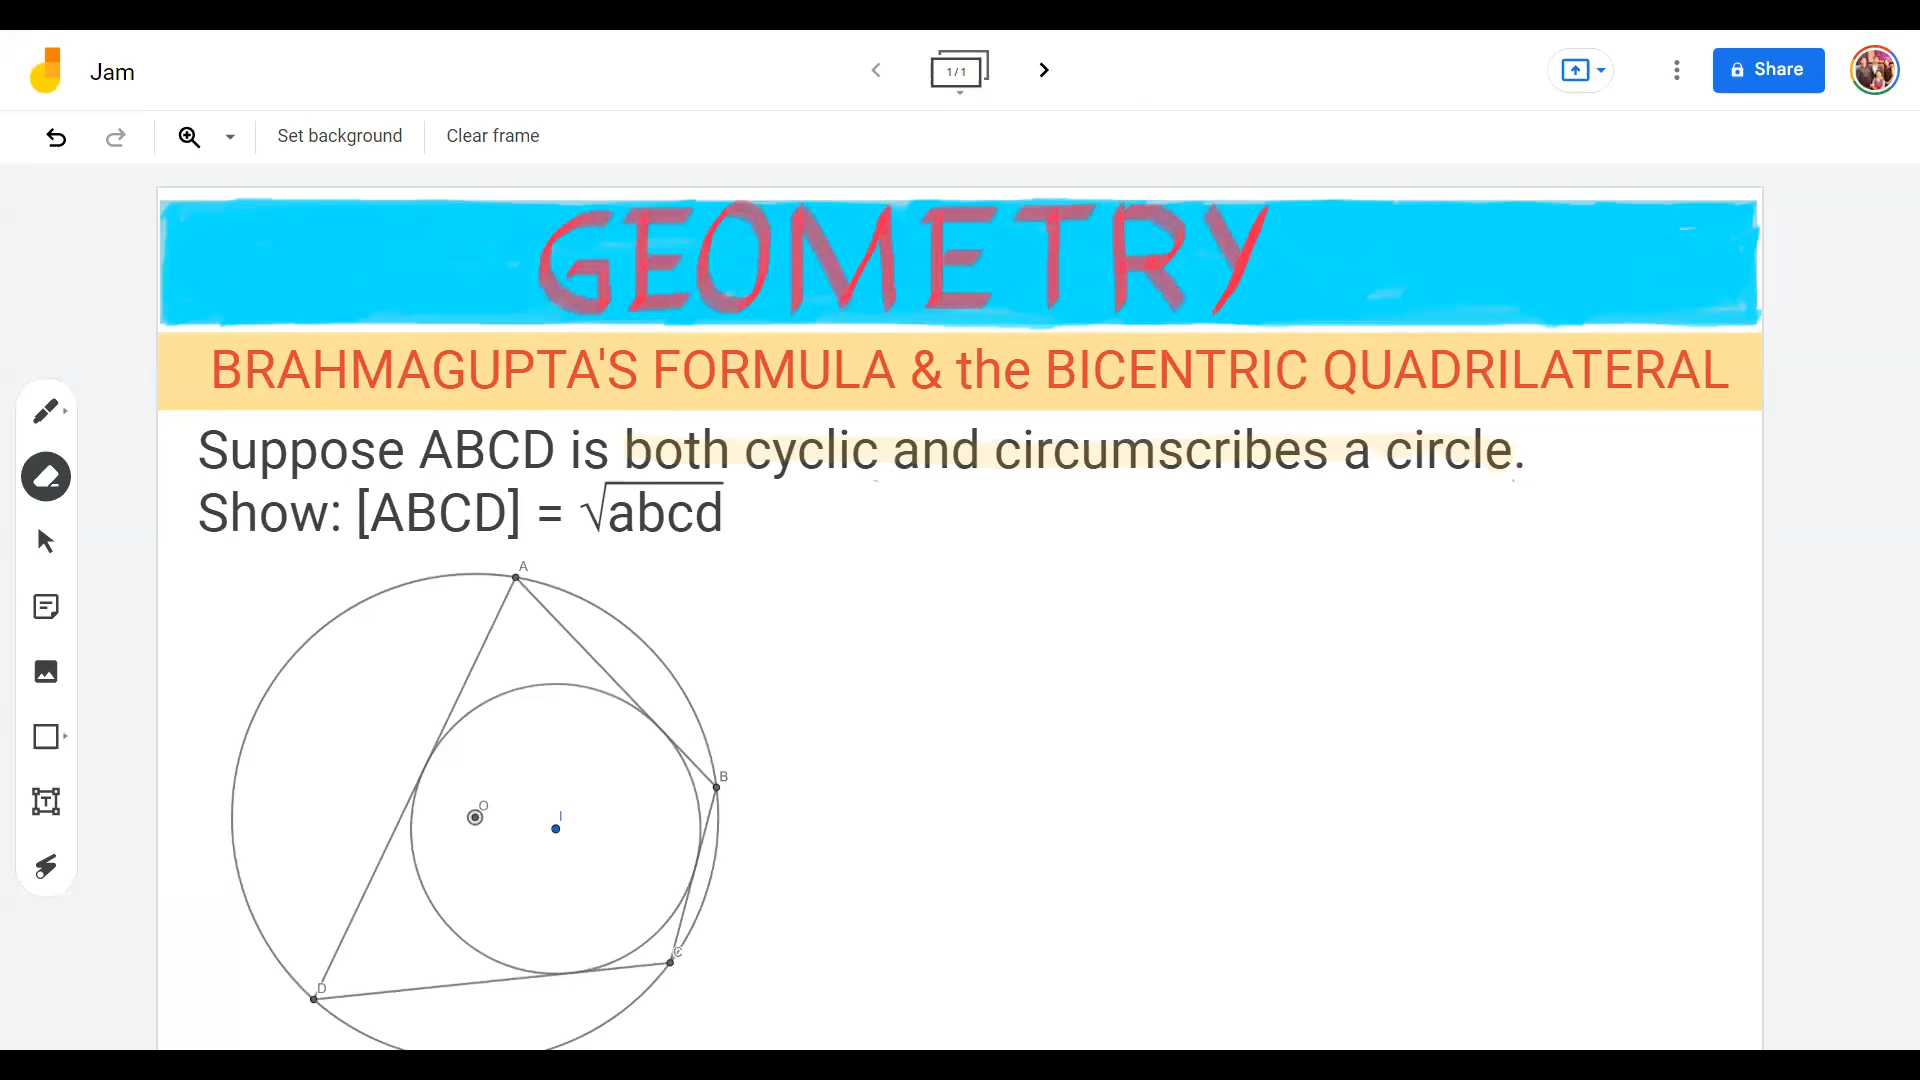 Jam
1 / 1
Share
Set background
Clear frame
GEOMETRY
BRAHMAGUPTA'S FORMULA & the BICENTRIC QUADRILATERAL
Suppose ABCD is both cyclic and circumscribes a circle.
Show: [ABCD] = √abcd
A
B
O
I
C
D